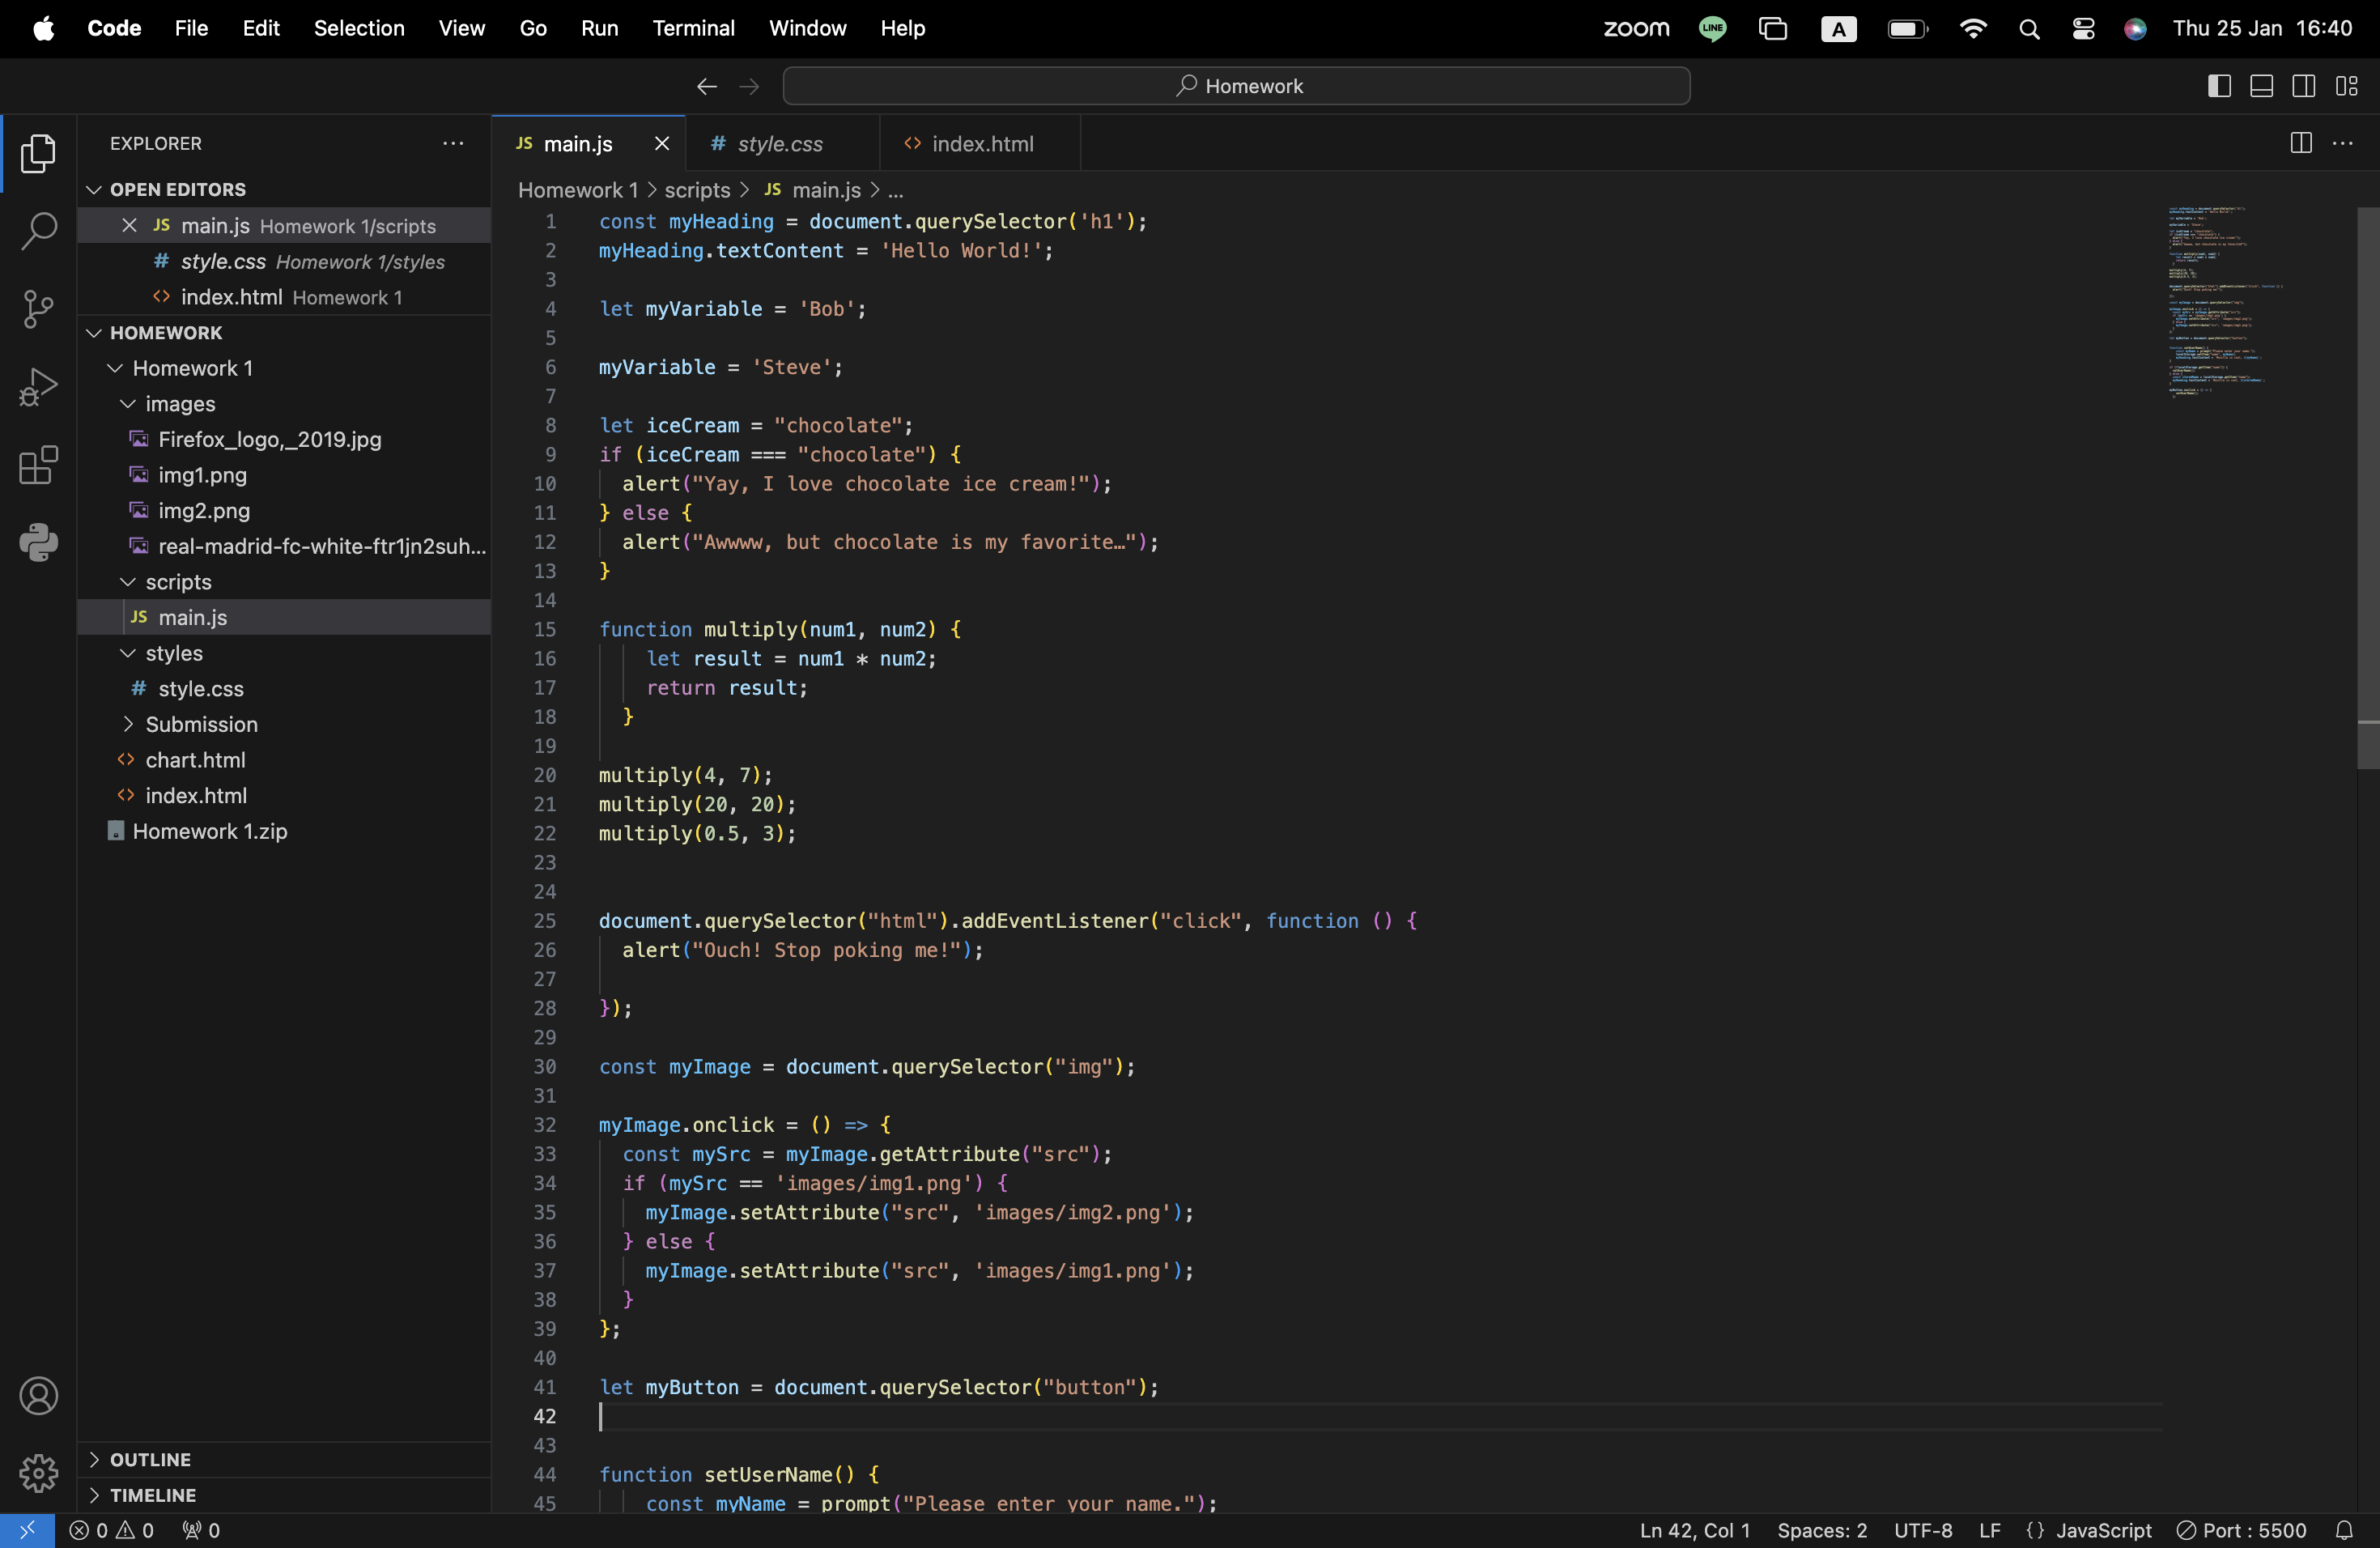 Code File Edit Selection View Go Run Terminal Window Help zoom LINE A Thu 25 Jan 16:40
Homework
EXPLORER
OPEN EDITORS
JS main.js Homework 1/scripts
# style.css Homework 1/styles
<> index.html Homework 1
HOMEWORK
Homework 1
images
Firefox_logo,_2019.jpg
img1.png
img2.png
real-madrid-fc-white-ftr1jn2suh...
scripts
JS main.js
styles
# style.css
Submission
<> chart.html
<> index.html
Homework 1.zip
OUTLINE
TIMELINE
JS main.js # style.css <> index.html
Homework 1 > scripts > JS main.js > ...
1 const myHeading = document.querySelector('h1');
2 myHeading.textContent = 'Hello World!';
3
4 let myVariable = 'Bob';
5
6 myVariable = 'Steve';
7
8 let iceCream = "chocolate";
9 if (iceCream === "chocolate") {
10 alert("Yay, I love chocolate ice cream!");
11 } else {
12 alert("Awwww, but chocolate is my favorite…");
13 }
14
15 function multiply(num1, num2) {
16 let result = num1 * num2;
17 return result;
18 }
19
20 multiply(4, 7);
21 multiply(20, 20);
22 multiply(0.5, 3);
23
24
25 document.querySelector("html").addEventListener("click", function () {
26 alert("Ouch! Stop poking me!");
27
28 });
29
30 const myImage = document.querySelector("img");
31
32 myImage.onclick = () => {
33 const mySrc = myImage.getAttribute("src");
34 if (mySrc == 'images/img1.png') {
35 myImage.setAttribute("src", 'images/img2.png');
36 } else {
37 myImage.setAttribute("src", 'images/img1.png');
38 }
39 };
40
41 let myButton = document.querySelector("button");
42
43
44 function setUserName() {
45 const myName = prompt("Please enter your name.");
0 0 0 Ln 42, Col 1 Spaces: 2 UTF-8 LF {} JavaScript Port : 5500